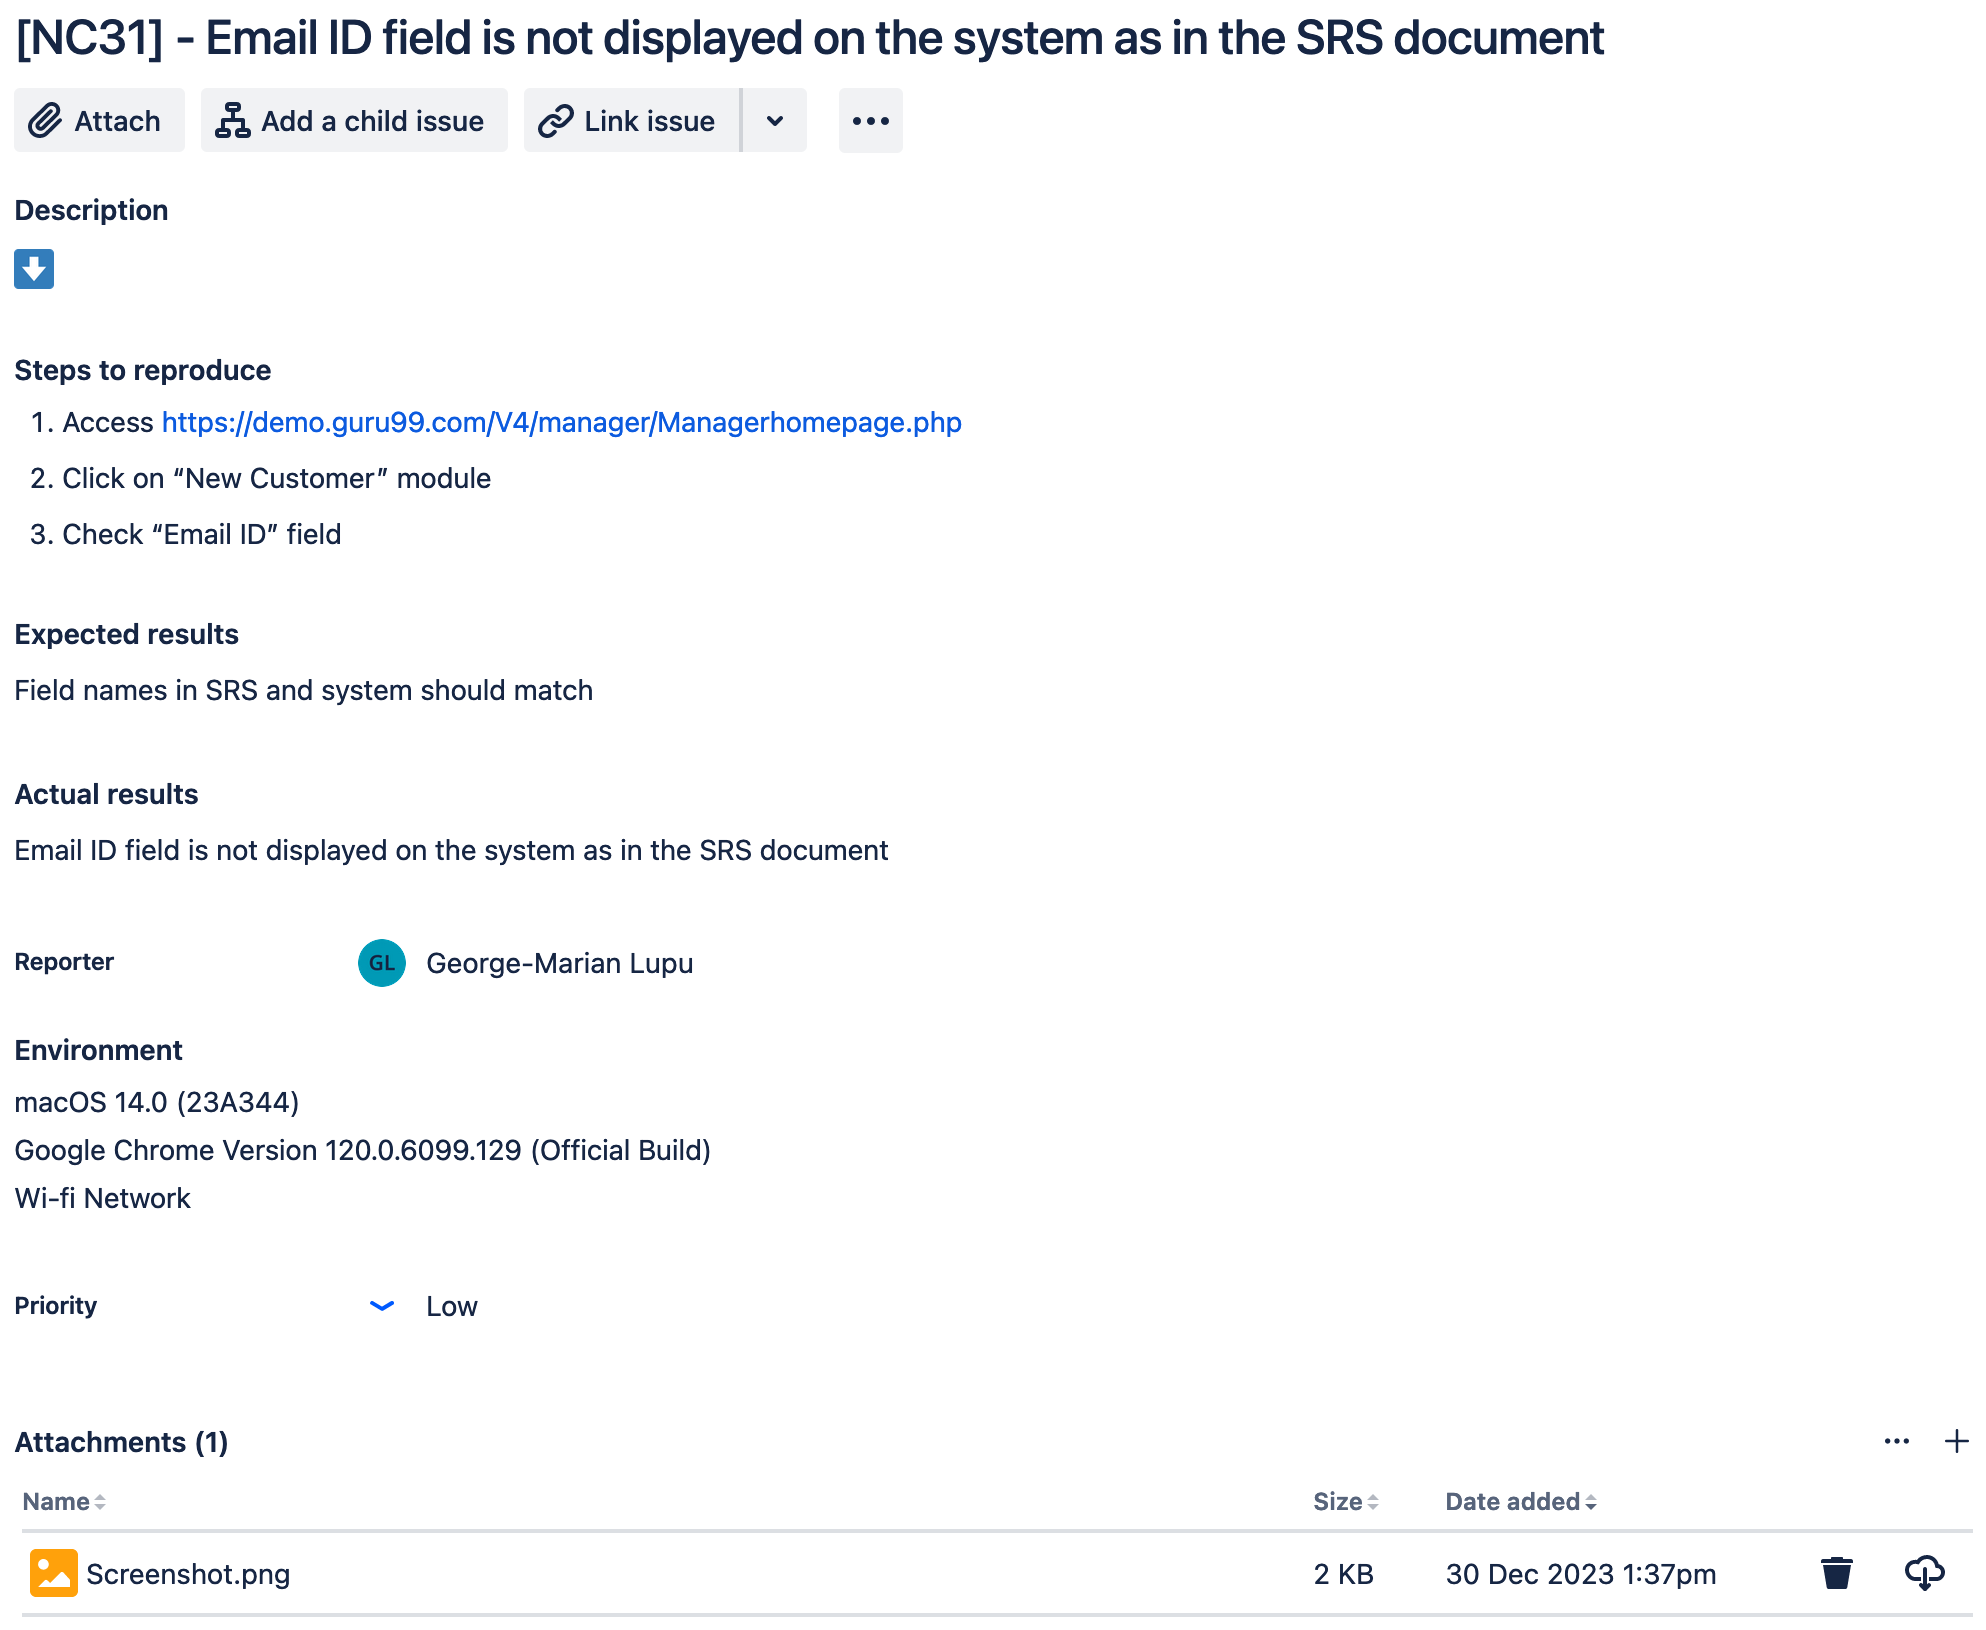 [NC31] - Email ID field is not displayed on the system as in the SRS document
Attach
Add a child issue
Link issue
Description
Steps to reproduce
1. Access https://demo.guru99.com/V4/manager/Managerhomepage.php
2. Click on “New Customer” module
3. Check “Email ID” field
Expected results
Field names in SRS and system should match
Actual results
Email ID field is not displayed on the system as in the SRS document
Reporter GL George-Marian Lupu
Environment
macOS 14.0 (23A344)
Google Chrome Version 120.0.6099.129 (Official Build)
Wi-fi Network
Priority Low
Attachments (1)
Name Size Date added
Screenshot.png 2 KB 30 Dec 2023 1:37pm